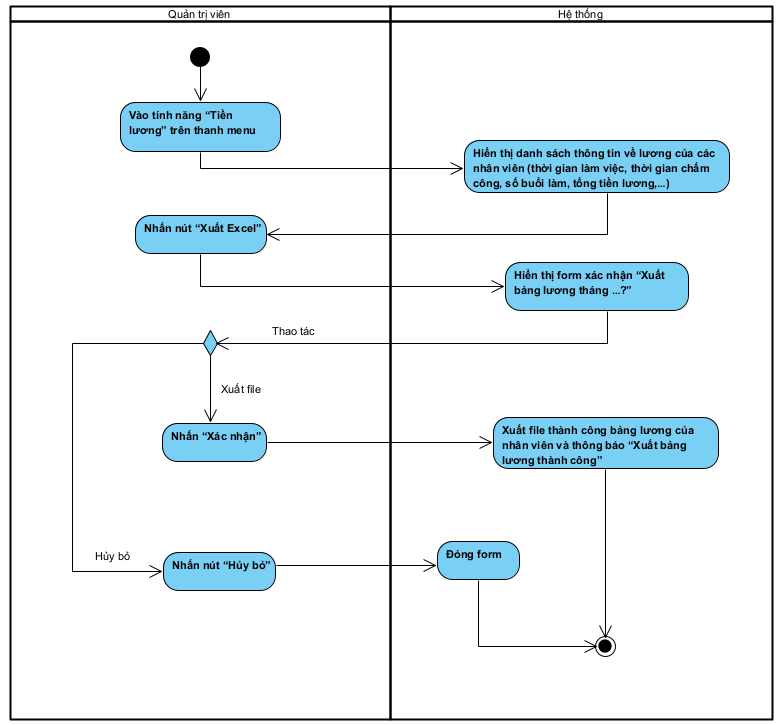 Quản trị viên
Hệ thống
Vào tính năng “Tiền
lương” trên thanh menu
Hiển thị danh sách thông tin về lương của các
nhân viên (thời gian làm việc, thời gian chấm
công, số buổi làm, tổng tiền lương,...)
Nhấn nút “Xuất Excel”
Hiển thị form xác nhận “Xuất
bảng lương tháng ...?”
Thao tác
Xuất file
Nhấn “Xác nhận”
Xuất file thành công bảng lương của
nhân viên và thông báo “Xuất bảng
lương thành công”
Hủy bỏ
Nhấn nút “Hủy bỏ”
Đóng form